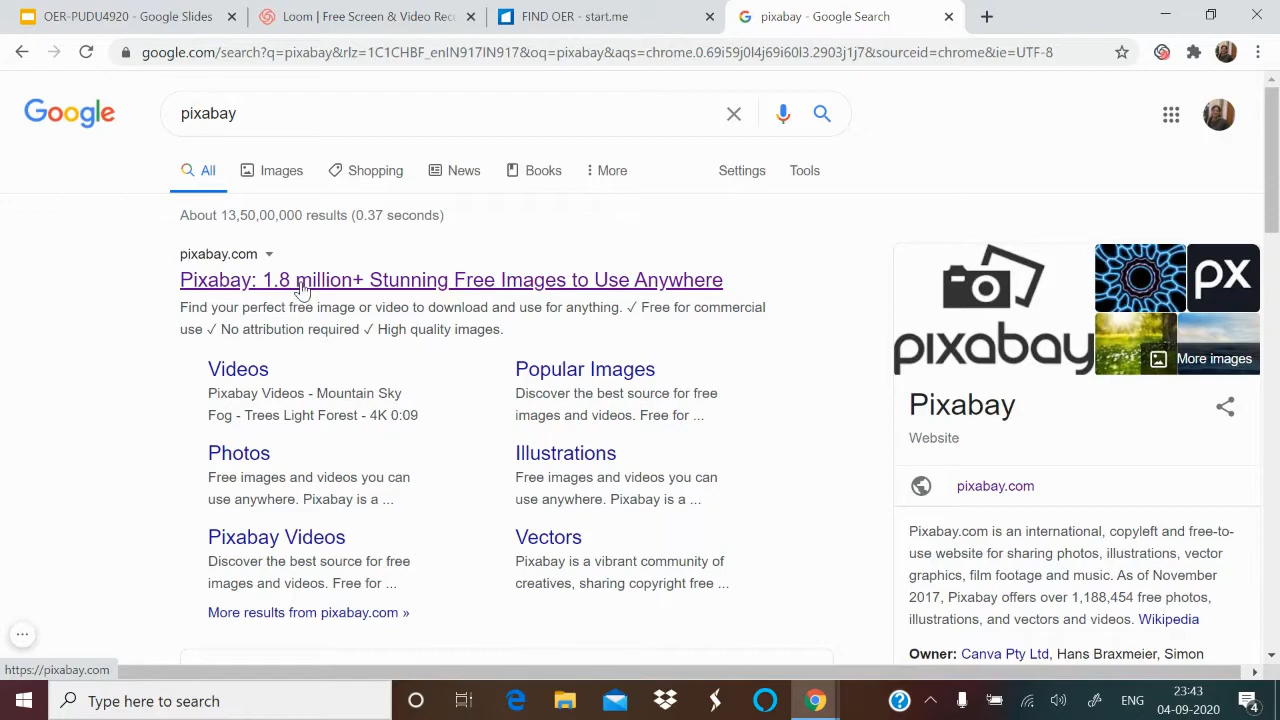 OER-PUDU4920 - Google Slides
Loom | Free Screen & Video Rec
FIND OER - start.me
pixabay - Google Search
google.com/search?q=pixabay&rlz=1C1CHBF_enIN917IN917&oq=pixabay&aqs=chrome.0.69i59j0l4j69i60l3.2903j1j7&sourceid=chrome&ie=UTF-8
Google
pixabay
All
Images
Shopping
News
Books
More
Settings
Tools
About 13,50,00,000 results (0.37 seconds)
pixabay.com
Pixabay: 1.8 million+ Stunning Free Images to Use Anywhere
Find your perfect free image or video to download and use for anything. ✓ Free for commercial
use ✓ No attribution required ✓ High quality images.
Videos
Pixabay Videos - Mountain Sky
Fog - Trees Light Forest - 4K 0:09
Popular Images
Discover the best source for free
images and videos. Free for ...
Photos
Free images and videos you can
use anywhere. Pixabay is a ...
Illustrations
Free images and videos you can
use anywhere. Pixabay is a ...
Pixabay Videos
Discover the best source for free
images and videos. Free for ...
Vectors
Pixabay is a vibrant community of
creatives, sharing copyright free ...
More results from pixabay.com »
pixabay
px
More images
Pixabay
Website
pixabay.com
Pixabay.com is an international, copyleft and free-to-
use website for sharing photos, illustrations, vector
graphics, film footage and music. As of November
2017, Pixabay offers over 1,188,454 free photos,
illustrations, and vectors and videos. Wikipedia
Owner: Canva Pty Ltd, Hans Braxmeier, Simon
https://pixabay.com
Type here to search
ENG
23:43
04-09-2020
4